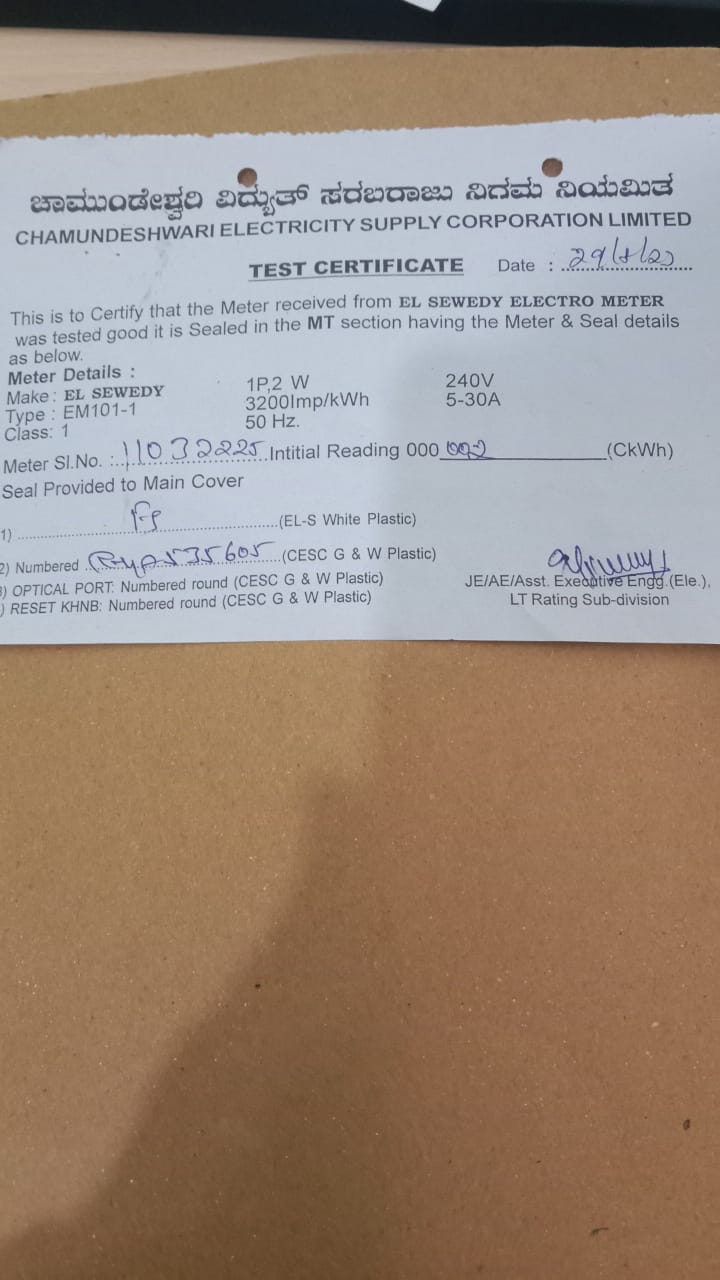 ಚಾಮುಂಡೇಶ್ವರಿ ವಿದ್ಯುತ್ ಸರಬರಾಜು ನಿಗಮ ನಿಯಮಿತ
CHAMUNDESHWARI ELECTRICITY SUPPLY CORPORATION LIMITED
TEST CERTIFICATE Date :
This is to Certify that the Meter received from EL SEWEDY ELECTRO METER
was tested good it is Sealed in the MT section having the Meter & Seal details
as below.
Meter Details :
Make : EL SEWEDY 1P,2 W 240V
Type : EM101-1 3200Imp/kWh 5-30A
Class: 1 50 Hz.
Meter Sl.No. : 11032225 Intitial Reading 000 002 (CkWh)
Seal Provided to Main Cover
1) (EL-S White Plastic)
2) Numbered (CESC G & W Plastic)
) OPTICAL PORT: Numbered round (CESC G & W Plastic)
) RESET KHNB: Numbered round (CESC G & W Plastic)
JE/AE/Asst. Executive Engg.(Ele.),
LT Rating Sub-division